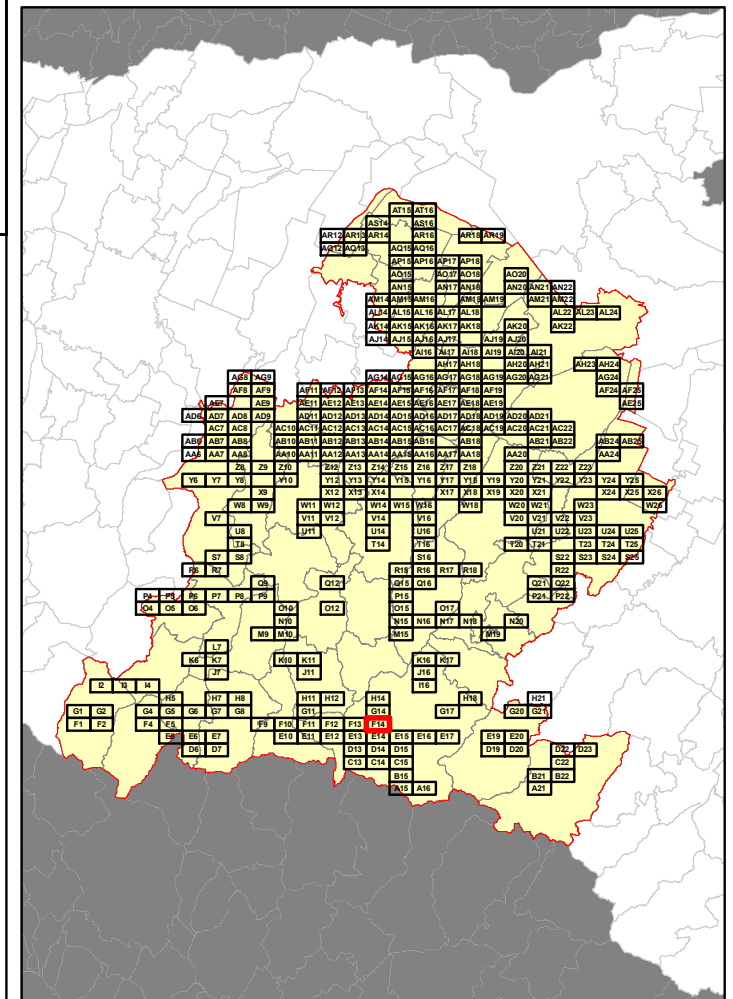 AT15 AT16
AS14 AS16
AR12 AR13 AR14 AR16 AR18 AR19
AQ12 AQ13 AQ15 AQ16
AP15 AP16 AP17 AP18
AO15 AO17 AO18 AO20
AN15 AN17 AN18 AN20 AN21 AN22
AM14 AM15 AM16 AM18 AM19 AM21 AM22
AL14 AL15 AL16 AL17 AL18 AL22 AL23 AL24
AK14 AK15 AK16 AK17 AK18 AK20 AK22
AJ14 AJ15 AJ16 AJ17 AJ19 AJ20
AI16 AI17 AI18 AI19 AI20 AI21
AH17 AH18 AH20 AH21 AH23 AH24
AG8 AG9 AG14 AG15 AG16 AG17 AG18 AG19 AG20 AG21 AG24
AF8 AF9 AF11 AF12 AF13 AF14 AF15 AF16 AF17 AF18 AF19 AF24 AF25
AE7 AE9 AE11 AE12 AE13 AE14 AE15 AE16 AE17 AE18 AE19 AE25
AD6 AD7 AD8 AD9 AD11 AD12 AD13 AD14 AD15 AD16 AD17 AD18 AD19 AD20 AD21
AC7 AC8 AC10 AC11 AC12 AC13 AC14 AC15 AC16 AC17 AC18 AC19 AC20 AC21 AC22
AB6 AB7 AB8 AB10 AB11 AB12 AB13 AB14 AB15 AB16 AB18 AB21 AB22 AB24 AB25
AA6 AA7 AA8 AA10 AA11 AA12 AA13 AA14 AA15 AA16 AA17 AA18 AA20 AA24
Z8 Z9 Z10 Z12 Z13 Z14 Z15 Z16 Z17 Z18 Z20 Z21 Z22 Z23
Y6 Y7 Y8 Y10 Y12 Y13 Y14 Y15 Y16 Y17 Y18 Y19 Y20 Y21 Y22 Y23 Y24 Y25
X9 X12 X13 X14 X17 X18 X19 X20 X21 X24 X25 X26
W8 W9 W11 W12 W14 W15 W16 W18 W20 W21 W23 W26
V7 V11 V12 V14 V16 V20 V21 V22 V23
U8 U11 U14 U16 U21 U22 U23 U24 U25
T8 T14 T16 T20 T21 T23 T24 T25
S7 S8 S16 S22 S23 S24 S25
R6 R7 R15 R16 R17 R18 R22
Q9 Q12 Q15 Q16 Q21 Q22
P4 P5 P6 P7 P8 P9 P15 P21 P22
O4 O5 O6 O10 O12 O15 O17
N10 N15 N16 N17 N18 N20
M9 M10 M15 M19
L7
K6 K7 K10 K11 K16 K17
J7 J11 J16
I2 I3 I4 I16
H5 H7 H8 H11 H12 H14 H18 H21
G1 G2 G4 G5 G6 G7 G8 G11 G14 G17 G20 G21
F1 F2 F4 F5 F9 F10 F11 F12 F13 F14
E5 E6 E7 E10 E11 E12 E13 E14 E15 E16 E17 E19 E20
D6 D7 D13 D14 D15 D19 D20 D22 D23
C13 C14 C15 C22
B15 B21 B22
A15 A16 A21